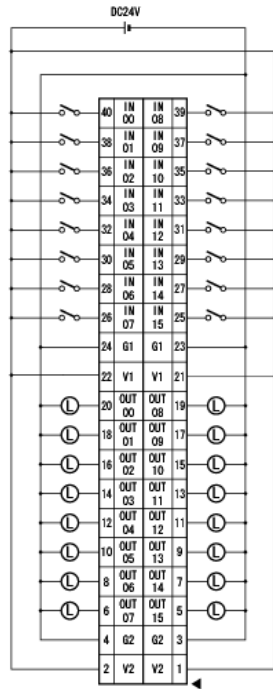 DC24V
40 IN 00 IN 08 39
38 IN 01 IN 09 37
36 IN 02 IN 10 35
34 IN 03 IN 11 33
32 IN 04 IN 12 31
30 IN 05 IN 13 29
28 IN 06 IN 14 27
26 IN 07 IN 15 25
24 G1 G1 23
22 V1 V1 21
L 20 OUT 00 OUT 08 19 L
L 18 OUT 01 OUT 09 17 L
L 16 OUT 02 OUT 10 15 L
L 14 OUT 03 OUT 11 13 L
L 12 OUT 04 OUT 12 11 L
L 10 OUT 05 OUT 13 9 L
L 8 OUT 06 OUT 14 7 L
L 6 OUT 07 OUT 15 5 L
4 G2 G2 3
2 V2 V2 1